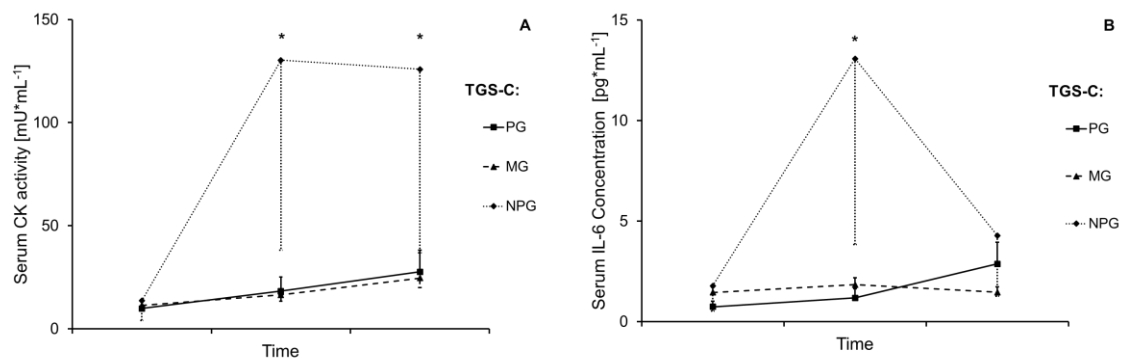 A
150
100
50
0
Serum CK activity [mU*mL⁻¹]
*
*
TGS-C:
PG
MG
NPG
Time
B
15
10
5
0
Serum IL-6 Concentration [pg*mL⁻¹]
*
TGS-C:
PG
MG
NPG
Time